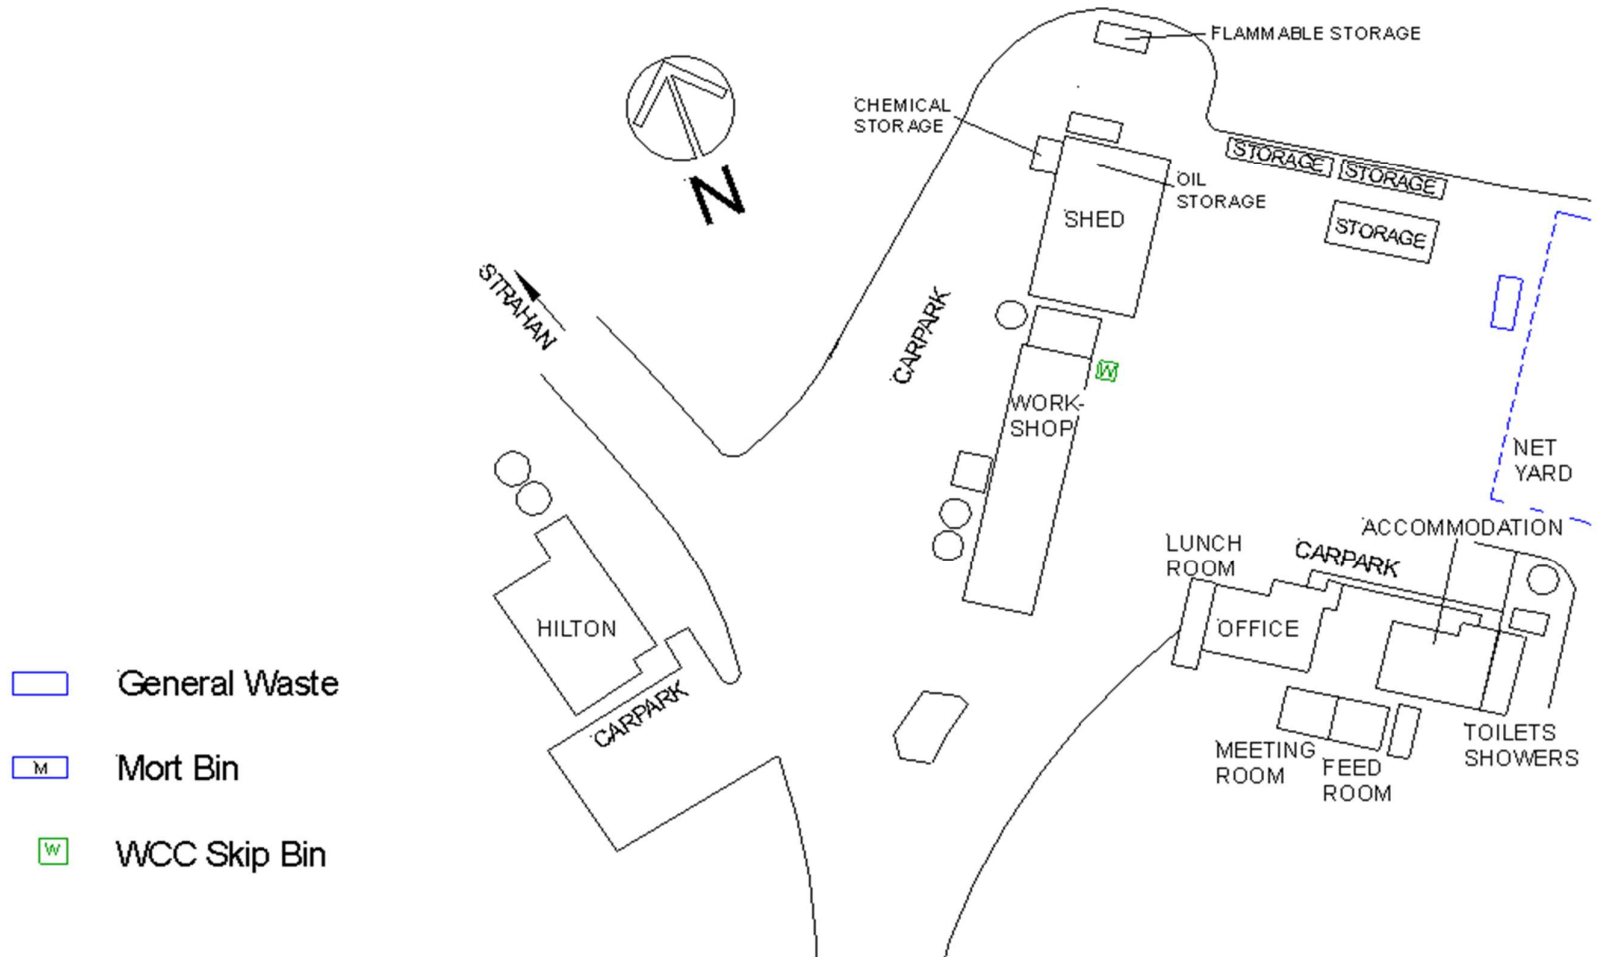 FLAMMABLE STORAGE
CHEMICAL
STORAGE
STORAGE
STORAGE
OIL
STORAGE
SHED
STORAGE
N
STRAHAN
CARPARK
W
WORK-
SHOP
NET
YARD
ACCOMMODATION
LUNCH
ROOM
CARPARK
HILTON
OFFICE
General Waste
CARPARK
MEETING
ROOM
FEED
ROOM
TOILETS
SHOWERS
M
Mort Bin
W
WCC Skip Bin